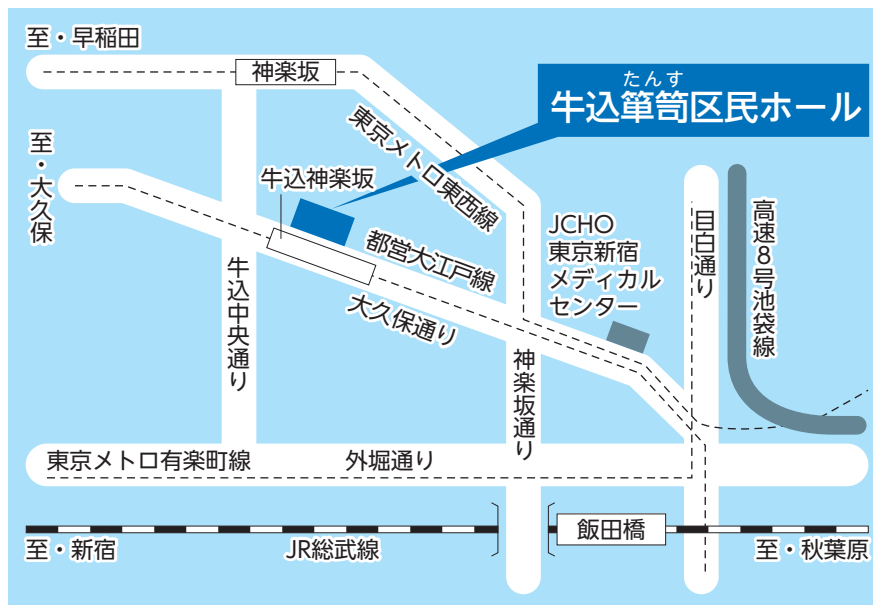 至・早稲田
神楽坂
たんす
牛込箪笥区民ホール
東京メトロ東西線
至・大久保
牛込神楽坂
都営大江戸線
大久保通り
牛込中央通り
JCHO
東京新宿
メディカル
センター
目白通り
高速8号池袋線
神楽坂通り
東京メトロ有楽町線
外堀通り
飯田橋
至・新宿
JR総武線
至・秋葉原